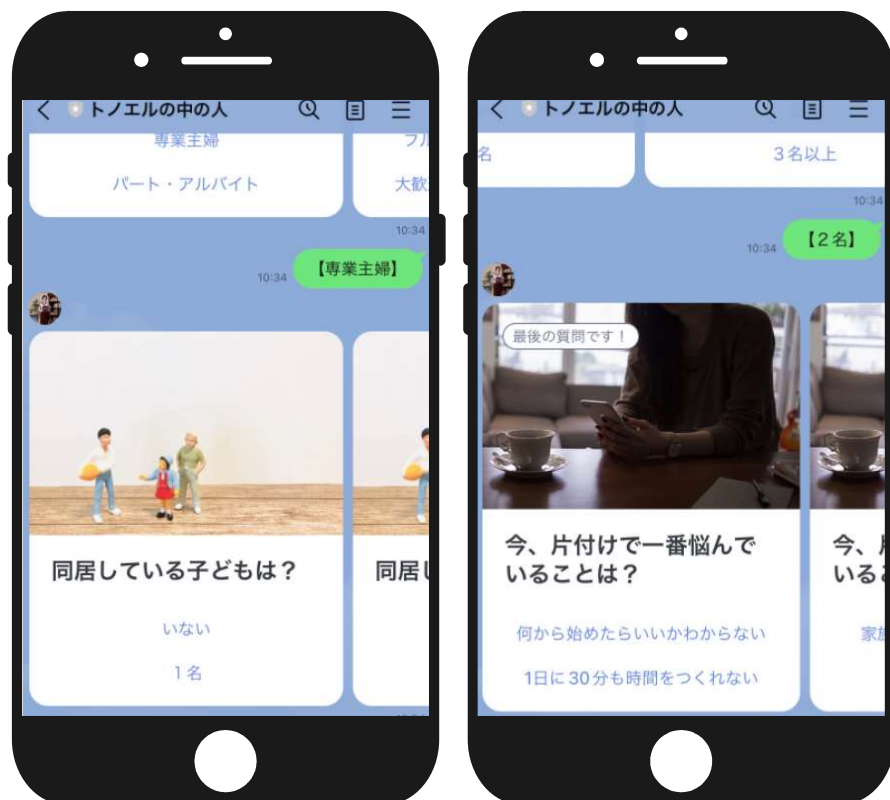 トノエルの中の人
専業主婦
パート・アルバイト
大歓
10:34
【専業主婦】
10:34
同居している子どもは？
いない
1名
同居し
トノエルの中の人
名
3名以上
10:34
【2名】
10:34
最後の質問です！
今、片付けで一番悩んで
いることは？
何から始めたらいいかわからない
1日に30分も時間をつくれない
今、
いる
家族